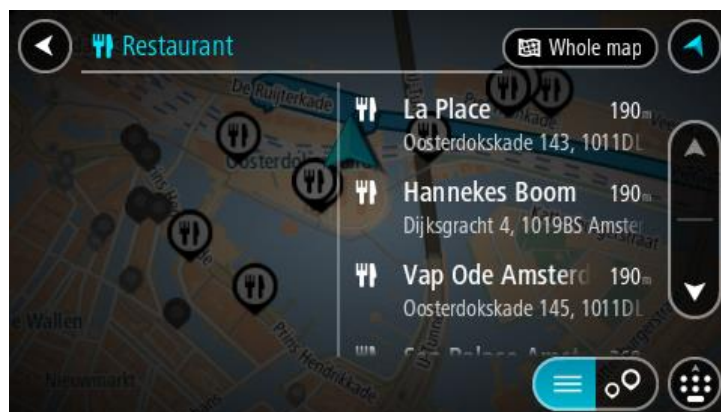 Restaurant
Whole map
La Place 190m
Oosterdokskade 143, 1011DL
Hannekes Boom 190m
Dijksgracht 4, 1019BS Amster
Vap Ode Amsterd 190m
Oosterdokskade 145, 1011DL
De Ruijterkade
Prins Hendrikkade
e Wallen
Nieuwmarkt
U-Tunnel